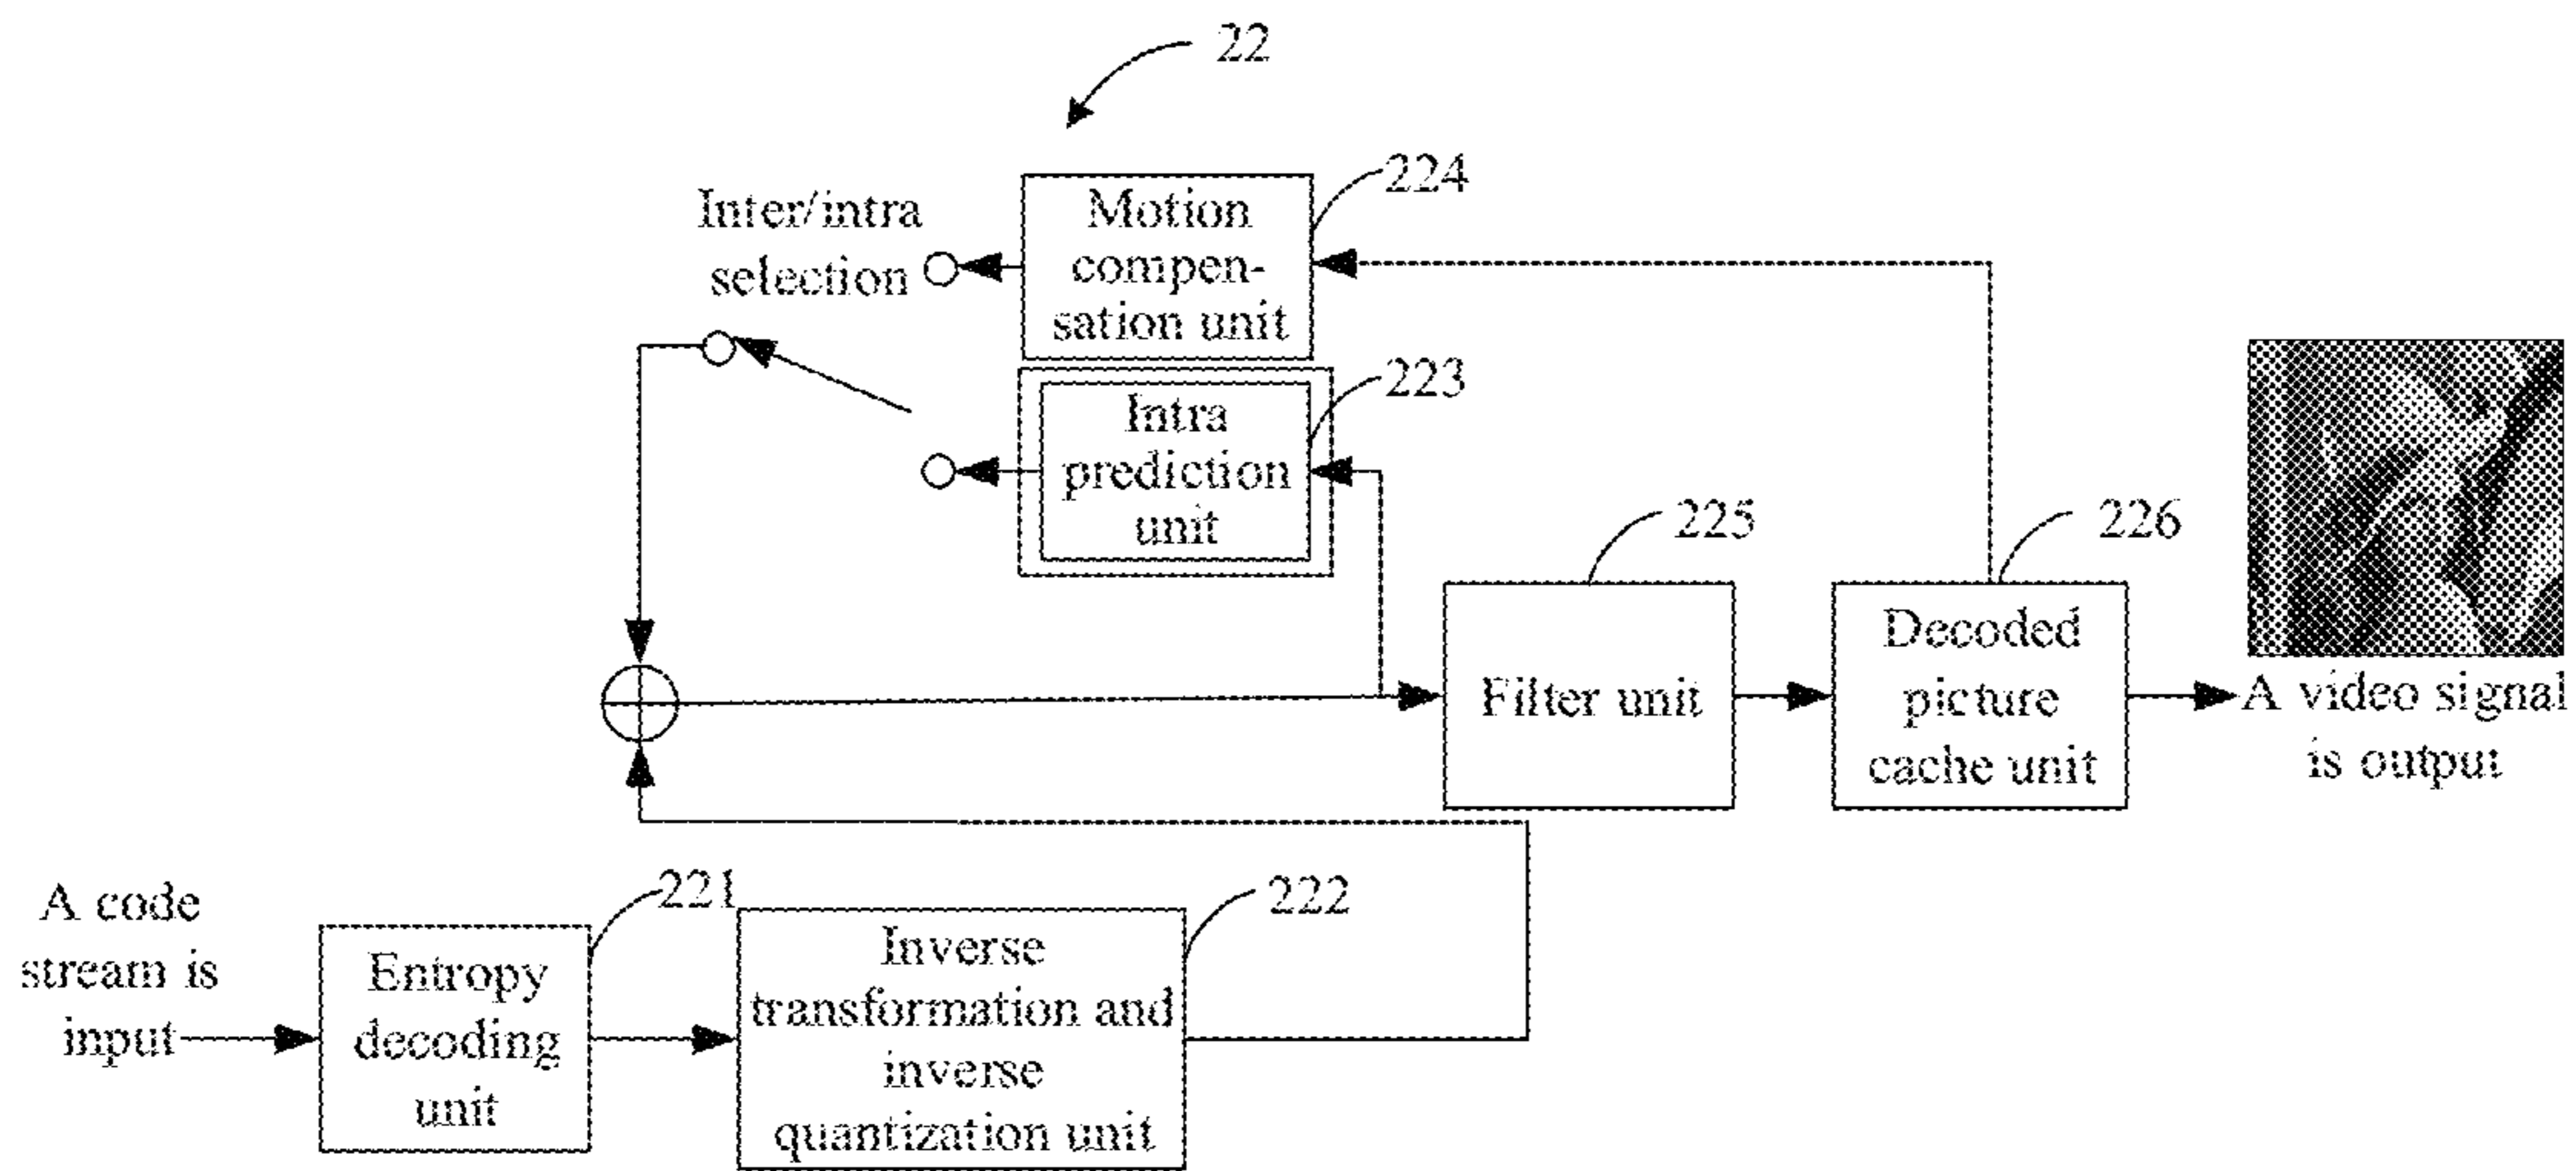 22
224
Inter/intra
selection
Motion
compen-
sation unit
223
Intra
prediction
unit
225
Filter unit
226
Decoded
picture
cache unit
A video signal
is output
A code
stream is
input
221
Entropy
decoding
unit
222
Inverse
transformation and
inverse
quantization unit